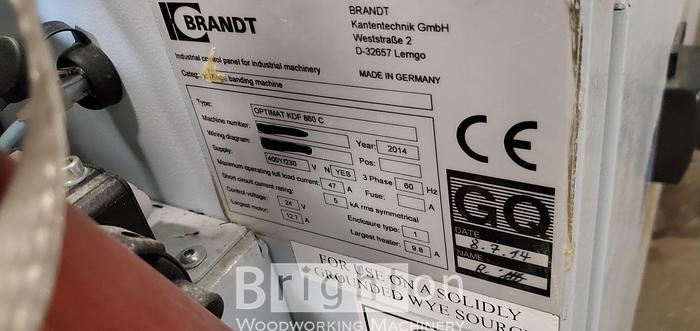 BRANDT
BRANDT
Kantentechnik GmbH
Weststraße 2
D-32657 Lemgo
Industrial control panel for industrial machinery
MADE IN GERMANY
banding machine
Type: OPTIMAT KDF 860 C
Machine number:
Year: 2014
Wiring diagram:
Pos:
Supply: 400Y/230 V N YES 3 Phase 60 Hz
Maximum operating full load current: 47 A Fuse: A
Short circuit current rating: 5 kA rms symmetrical
Control voltage: 24 V Enclosure type: 1
Largest motor: 12.7 A Largest heater: 9.8 A
CE
GQ
DATE 8.7.14
NAME R.
FOR USE ON A SOLIDLY
GROUNDED WYE SOURCE
Brighton
WOODWORKING MACHINERY